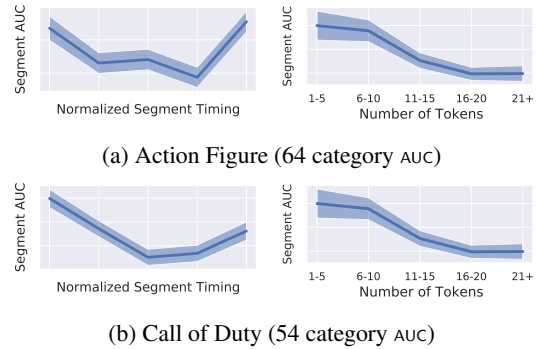 Segment AUC
Normalized Segment Timing
Segment AUC
1-5 6-10 11-15 16-20 21+
Number of Tokens
(a) Action Figure (64 category AUC)
Segment AUC
Normalized Segment Timing
Segment AUC
1-5 6-10 11-15 16-20 21+
Number of Tokens
(b) Call of Duty (54 category AUC)